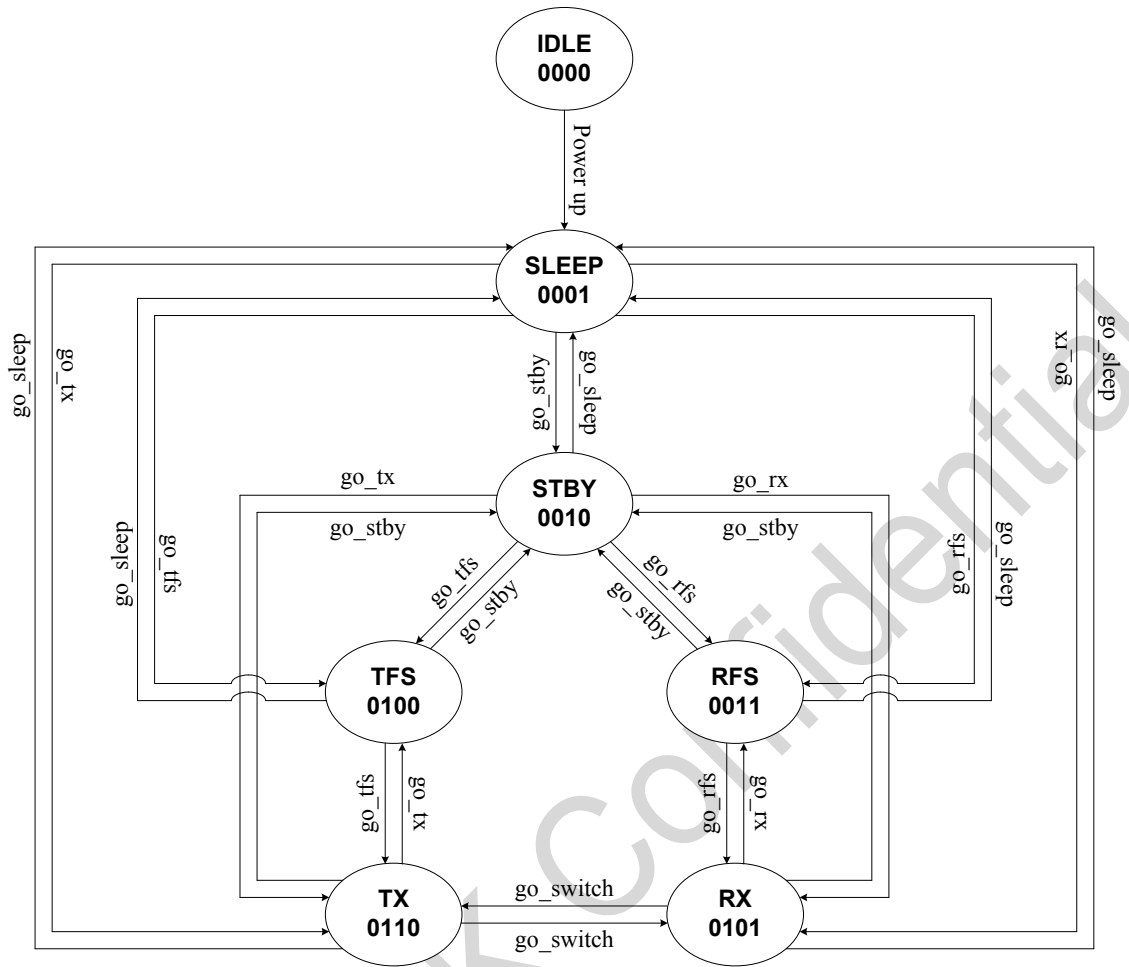 IDLE
0000
Power up
SLEEP
0001
go_sleep
go_tx
go_sleep
go_tfs
go_stby
go_sleep
go_rfs
go_sleep
go_rx
go_sleep
go_tx
go_stby
STBY
0010
go_rx
go_stby
go_tfs
go_stby
go_rfs
go_stby
TFS
0100
RFS
0011
go_tfs
go_tx
go_rfs
go_rx
TX
0110
go_switch
go_switch
RX
0101
K Confidential